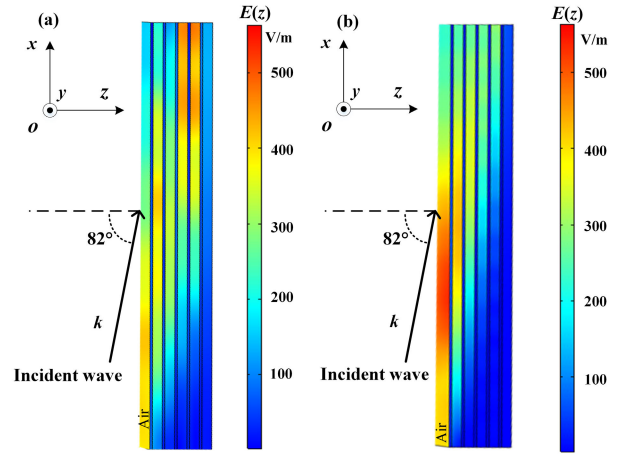 (a)
E(z)
V/m
x
y
z
o
500
400
300
200
100
82°
k
Incident wave
Air
(b)
E(z)
V/m
x
y
z
o
500
400
300
200
100
82°
k
Incident wave
Air